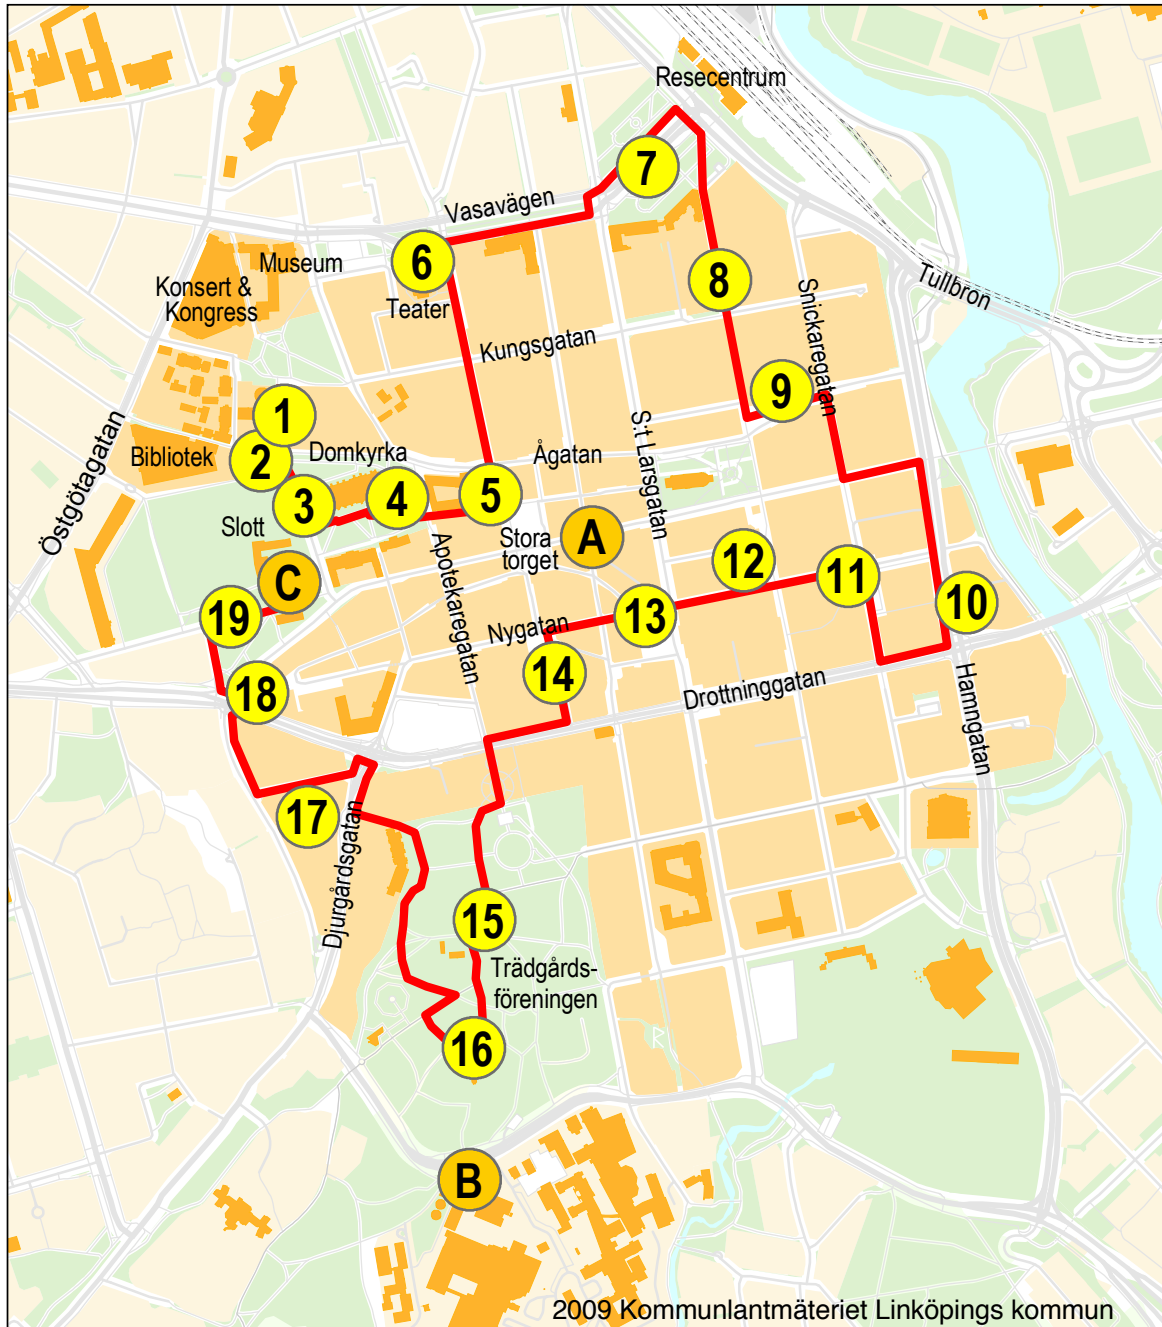 Resecentrum
7
Vasavägen
6
Museum
Konsert &
Kongress
Teater
8
Tullbron
Snickaregatan
Kungsgatan
9
1
S:t Larsgatan
Östgötagatan
Bibliotek
2
Domkyrka
Ågatan
3
4
5
Slott
Stora
torget
A
Apotekaregatan
12
C
11
10
19
13
Nygatan
14
18
Drottninggatan
Hamngatan
17
Djurgårdsgatan
15
Trädgårds-
föreningen
16
B
2009 Kommunlantmäteriet Linköpings kommun